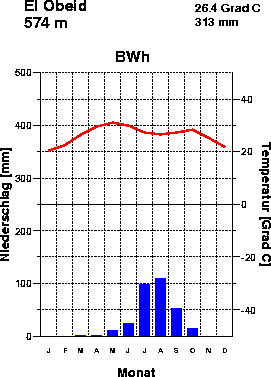 El Obeid
26.4 Grad C
574 m
313 mm
BWh
500
400
300
200
100
0
Niederschlag [mm]
40
20
0
-20
-40
Temperatur [Grad C]
J F M A M J J A S O N D
Monat